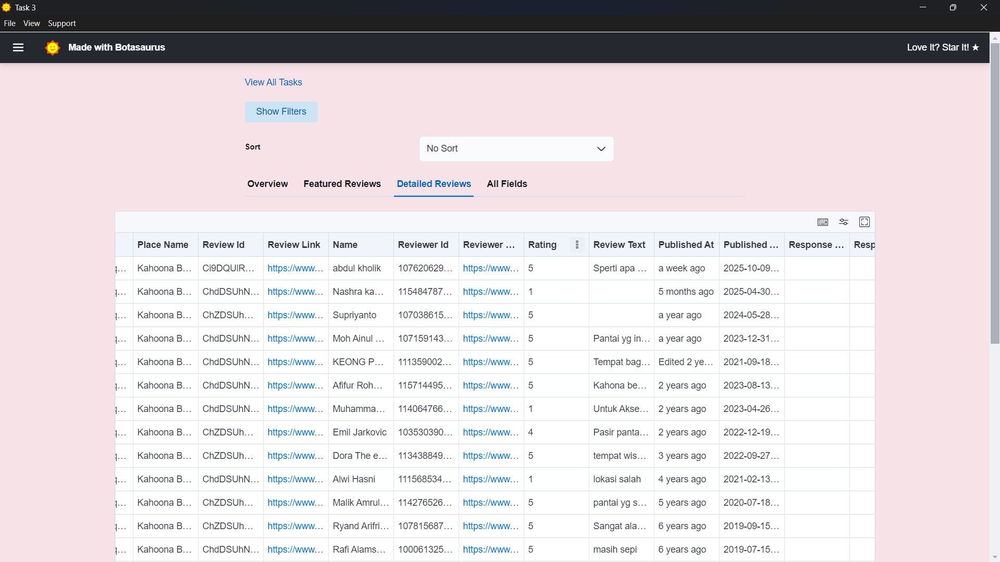 Task 3
File View Support
Made with Botasaurus
Love It? Star It! ★
View All Tasks
Show Filters
Sort
No Sort
Overview Featured Reviews Detailed Reviews All Fields
Place Name Review Id Review Link Name Reviewer Id Reviewer ... Rating Review Text Published At Published ... Response ... Resp
Kahoona B... Ci9DQUIR... https://www... abdul kholik 107620629... https://www... 5 Sperti apa ... a week ago 2025-10-09...
Kahoona B... ChdDSUhN... https://www... Nashra ka... 115484787... https://www... 1 5 months ago 2025-04-30...
Kahoona B... ChZDSUh... https://www... Supriyanto 107038615... https://www... 5 a year ago 2024-05-28...
Kahoona B... ChdDSUhN... https://www... Moh Ainul ... 107159143... https://www... 5 Pantai yg in... a year ago 2023-12-31...
Kahoona B... ChdDSUhN... https://www... KEONG P... 111359002... https://www... 5 Tempat bag... Edited 2 ye... 2021-09-18...
Kahoona B... ChdDSUhN... https://www... Afifur Roh... 115714495... https://www... 5 Kahona be... 2 years ago 2023-08-13...
Kahoona B... ChdDSUhN... https://www... Muhamma... 114064766... https://www... 1 Untuk Akse... 2 years ago 2023-04-26...
Kahoona B... ChZDSUh... https://www... Emil Jarkovic 103530390... https://www... 4 Pasir panta... 2 years ago 2022-12-19...
Kahoona B... ChZDSUh... https://www... Dora The e... 113438849... https://www... 5 tempat wis... 3 years ago 2022-09-27...
Kahoona B... ChdDSUhN... https://www... Alwi Hasni 111568534... https://www... 1 lokasi salah 4 years ago 2021-02-13...
Kahoona B... ChZDSUh... https://www... Malik Amrul... 114276526... https://www... 5 pantai yg s... 5 years ago 2020-07-18...
Kahoona B... ChZDSUh... https://www... Ryand Arifri... 107815687... https://www... 5 Sangat ala... 6 years ago 2019-09-15...
Kahoona B... ChdDSUhN... https://www... Rafi Alams... 100061325... https://www... 5 masih sepi 6 years ago 2019-07-15...